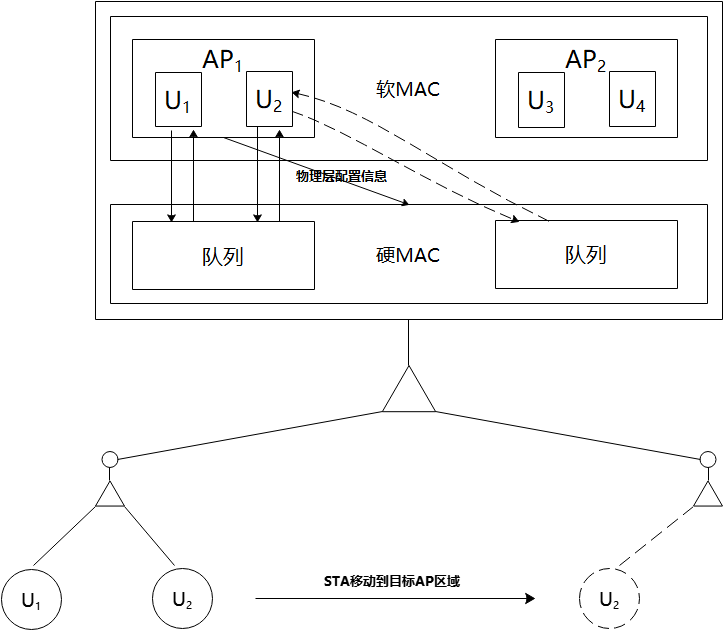 AP₁
AP₂
U₁
U₂
软MAC
U₃
U₄
物理层配置信息
队列
硬MAC
队列
STA移动到目标AP区域
U₁
U₂
U₂